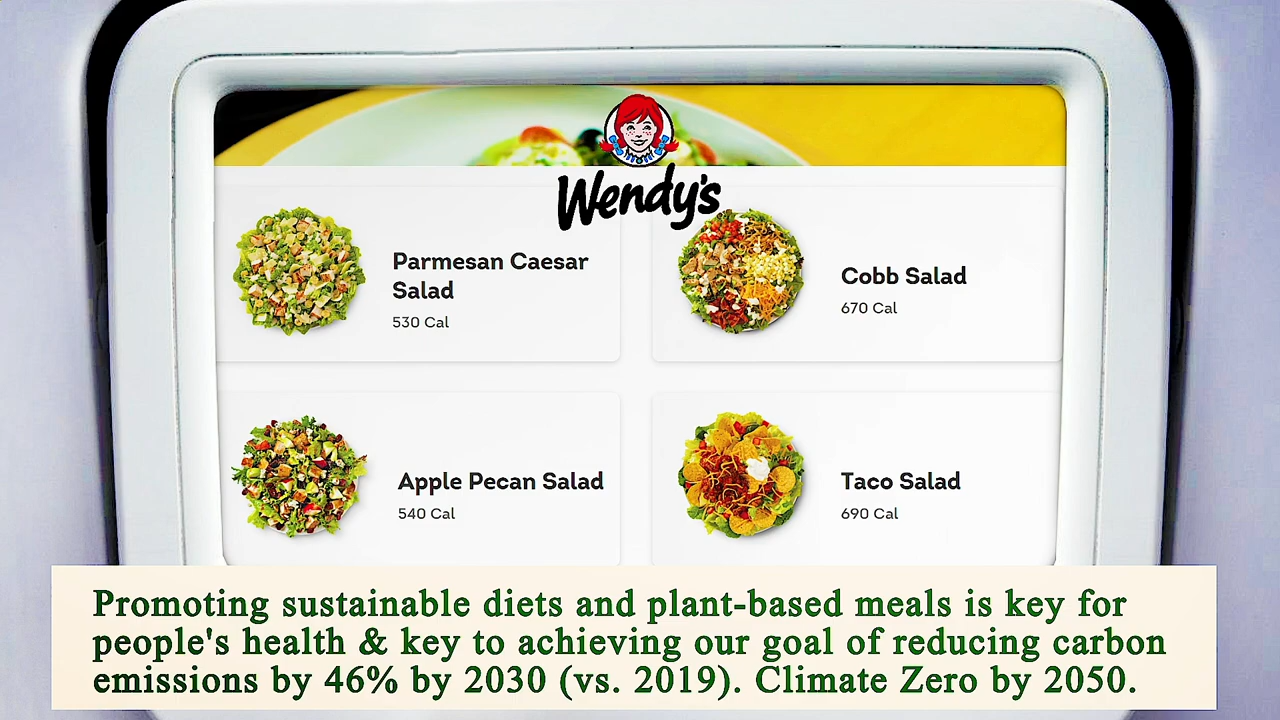 Wendy's
Parmesan Caesar
Salad
530 Cal
Cobb Salad
670 Cal
Apple Pecan Salad
540 Cal
Taco Salad
690 Cal
Promoting sustainable diets and plant-based meals is key for
people's health & key to achieving our goal of reducing carbon
emissions by 46% by 2030 (vs. 2019). Climate Zero by 2050.